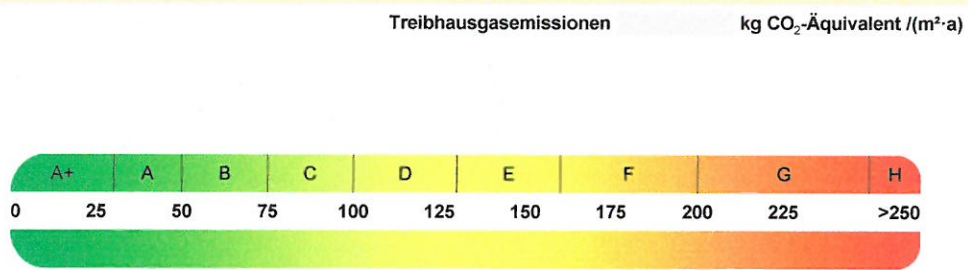 Treibhausgasemissionen kg CO₂-Äquivalent /(m²·a)
A+ A B C D E F G H
0 25 50 75 100 125 150 175 200 225 >250